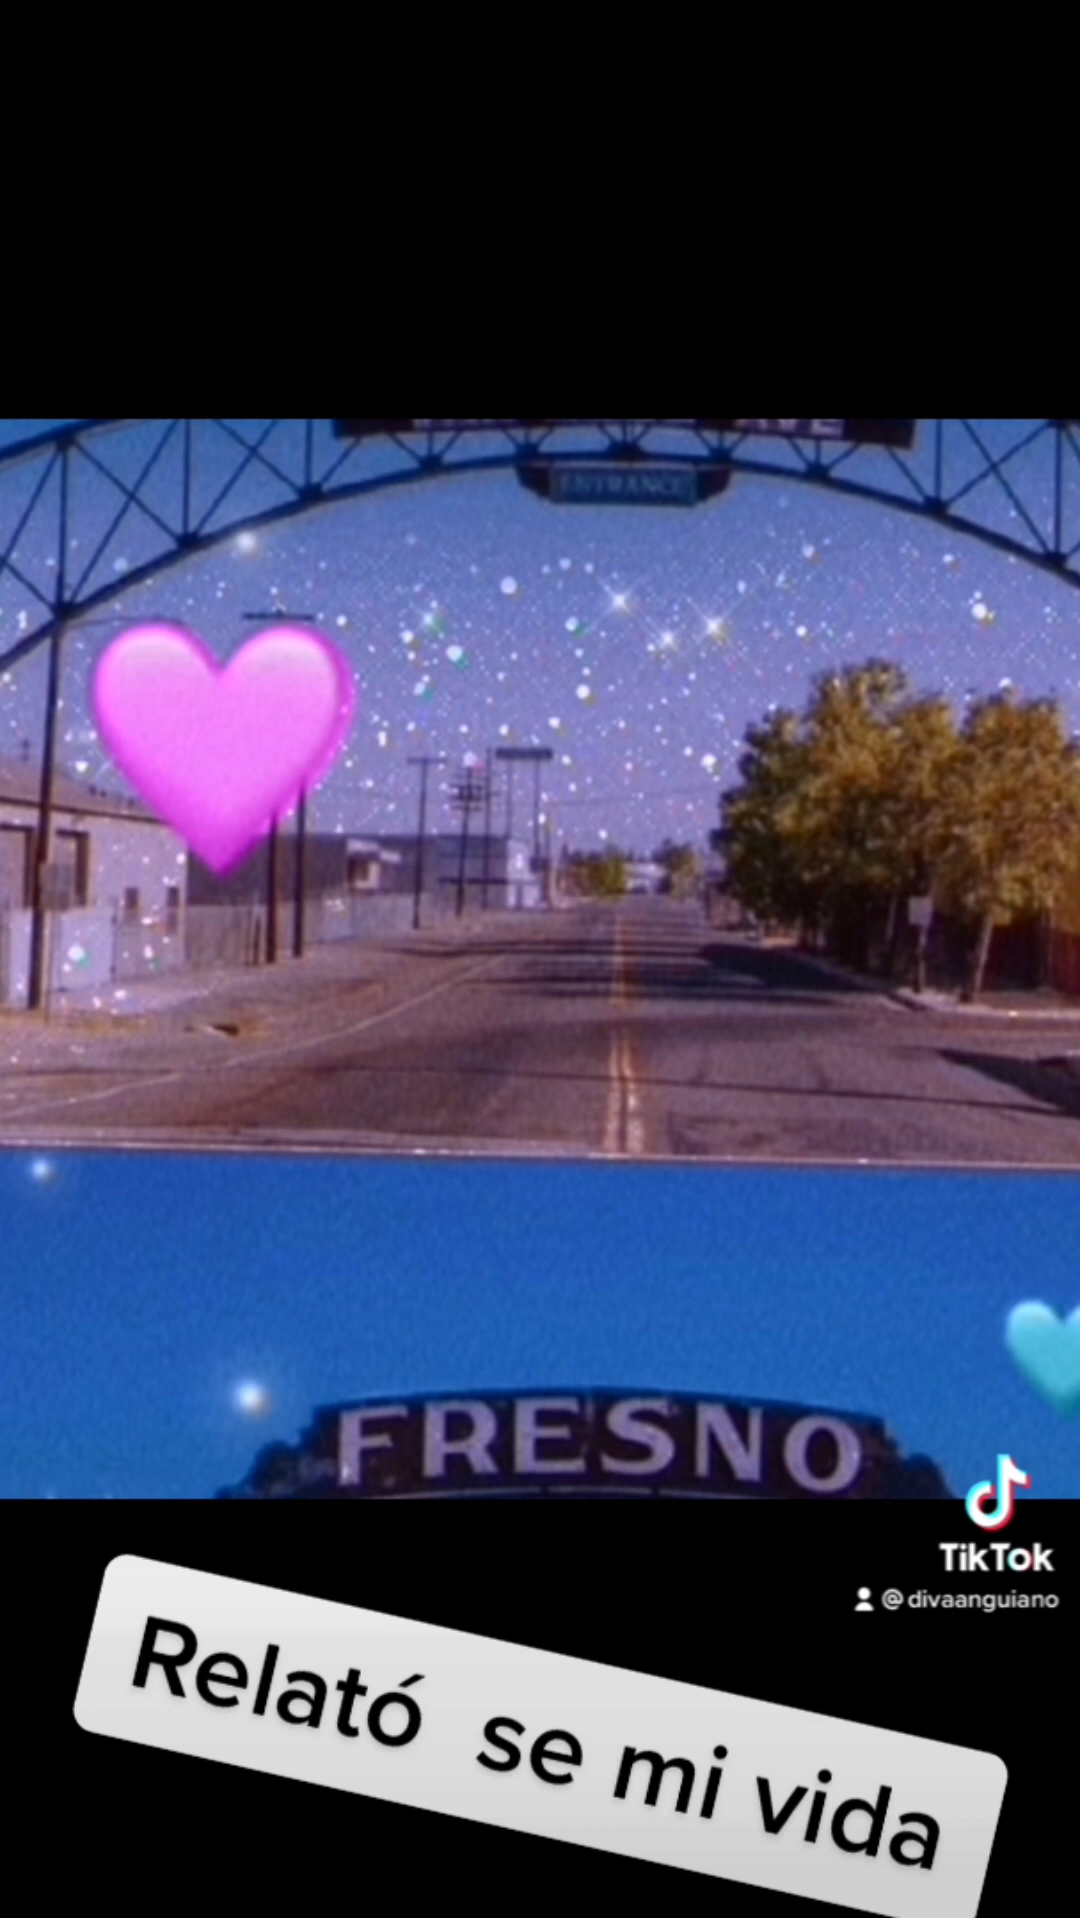 ENTRANCE
FRESNO
TikTok
@divaanguiano
Relató se mi vida